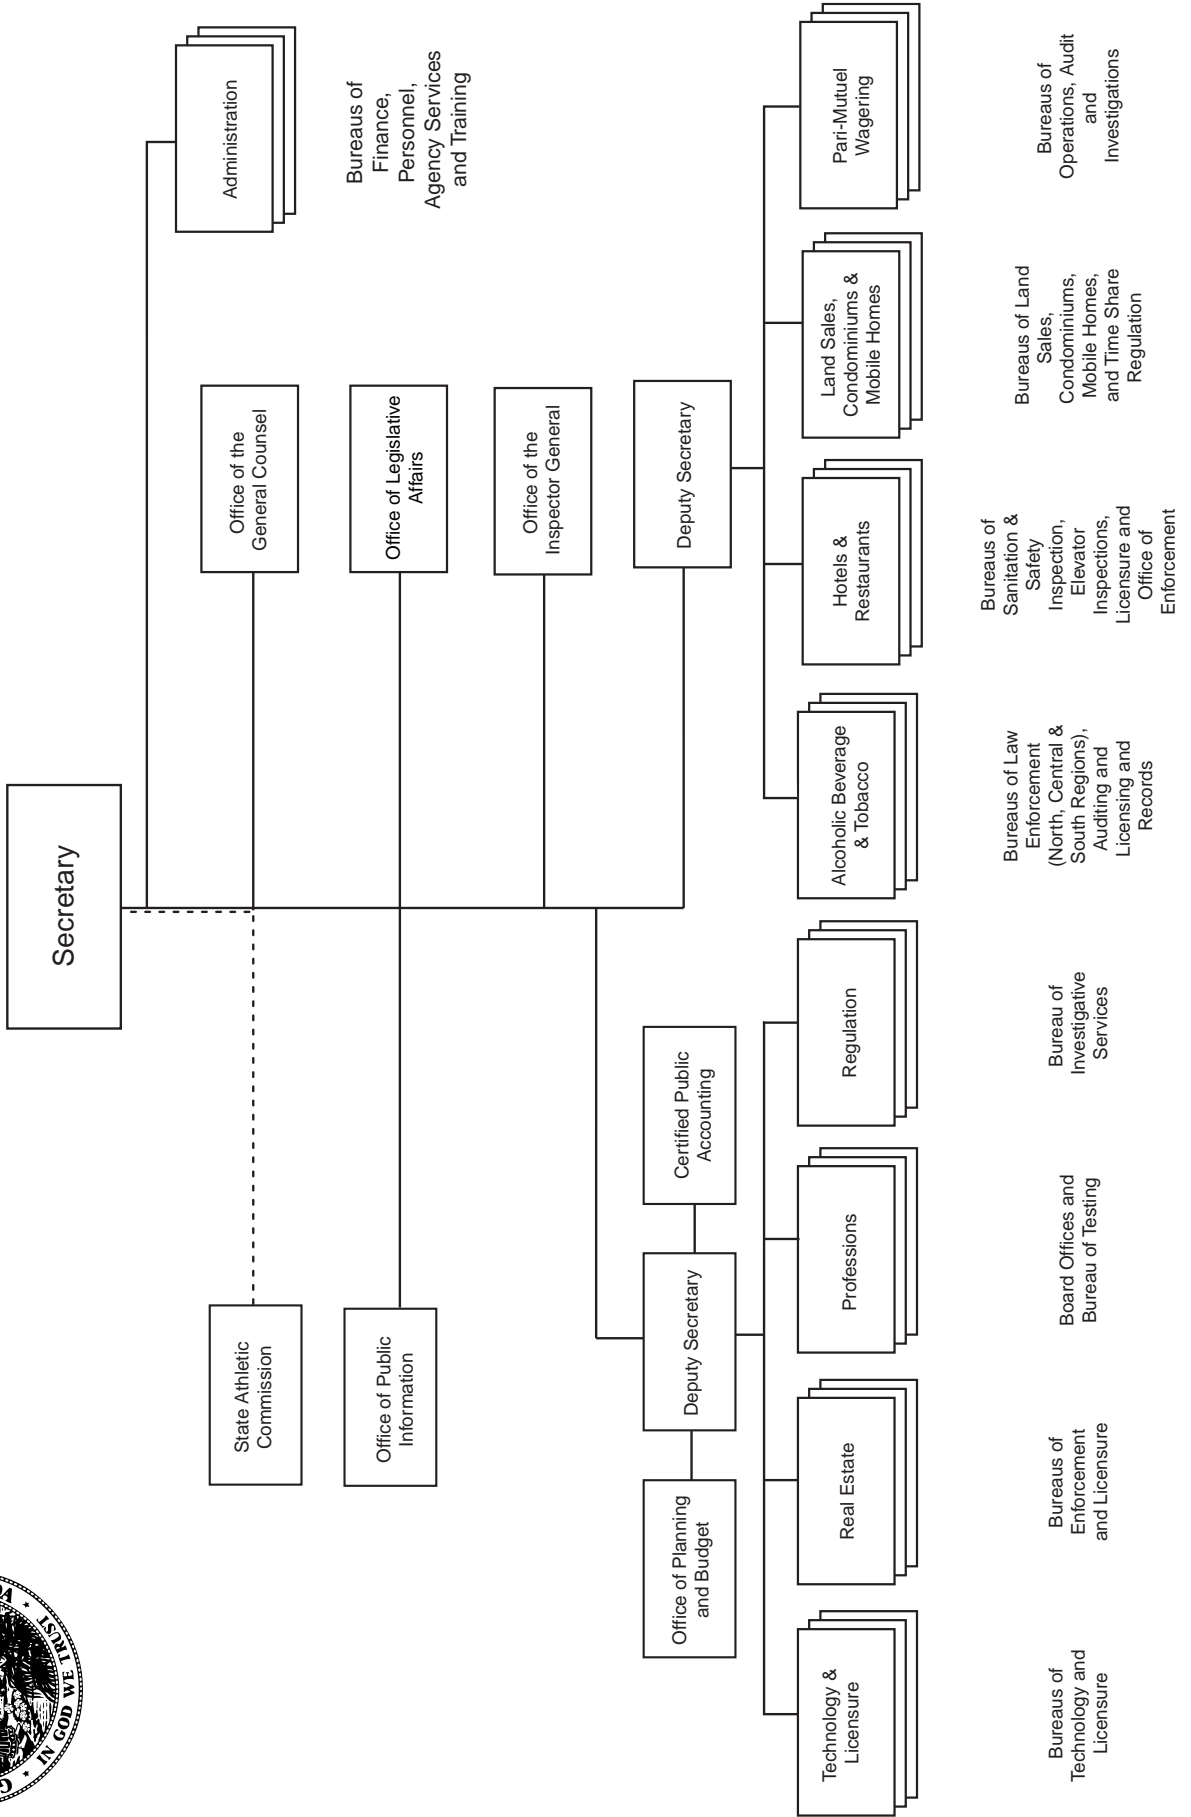 Secretary
Administration
Bureaus of
Finance,
Personnel,
Agency Services
and Training
State Athletic
Commission
Office of the
General Counsel
Office of Public
Information
Office of Legislative
Affairs
Office of the
Inspector General
Office of Planning
and Budget
Deputy Secretary
Certified Public
Accounting
Deputy Secretary
Technology &
Licensure
Real Estate
Professions
Regulation
Alcoholic Beverage
& Tobacco
Hotels &
Restaurants
Land Sales,
Condominiums &
Mobile Homes
Pari-Mutuel
Wagering
Bureaus of
Technology and
Licensure
Bureaus of
Enforcement
and Licensure
Board Offices and
Bureau of Testing
Bureau of
Investigative
Services
Bureaus of Law
Enforcement
(North, Central &
South Regions),
Auditing and
Licensing and
Records
Bureaus of
Sanitation &
Safety
Inspection,
Elevator
Inspections,
Licensure and
Office of
Enforcement
Bureaus of Land
Sales,
Condominiums,
Mobile Homes,
and Time Share
Regulation
Bureaus of
Operations, Audit
and
Investigations
IN GOD WE TRUST